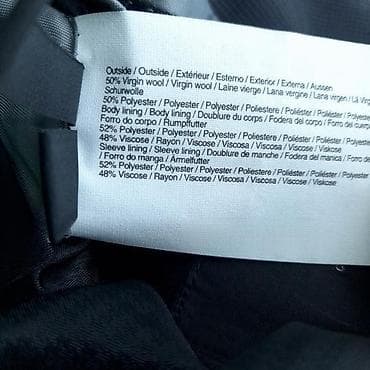 Outside / Outside / Extérieur / Esterno / Exterior / Externa / Aussen
50% Virgin wool / Virgin wool / Laine vierge / Lana vergine / Lana virgen / Lã Virg
Schurwolle
50% Polyester / Polyester / Polyester / Poliestere / Poliéster / Poliéster / Polyeste
Body lining / Body lining / Doublure du corps / Fodera del corpo / Forro del cuerpo
Forro do corpo / Rumpffutter
52% Polyester / Polyester / Polyester / Poliestere / Poliéster / Poliéster / Polyester
48% Viscose / Rayon / Viscose / Viscosa / Viscosa / Viscose / Viskose
Sleeve lining / Sleeve lining / Doublure de manche / Fodera del manica / Forro de
/ Forro do manga / Ärmelfutter
52% Polyester / Polyester / Polyester / Poliestere / Poliéster / Poliéster / Polyester
48% Viscose / Rayon / Viscose / Viscosa / Viscosa / Viscose / Viskose